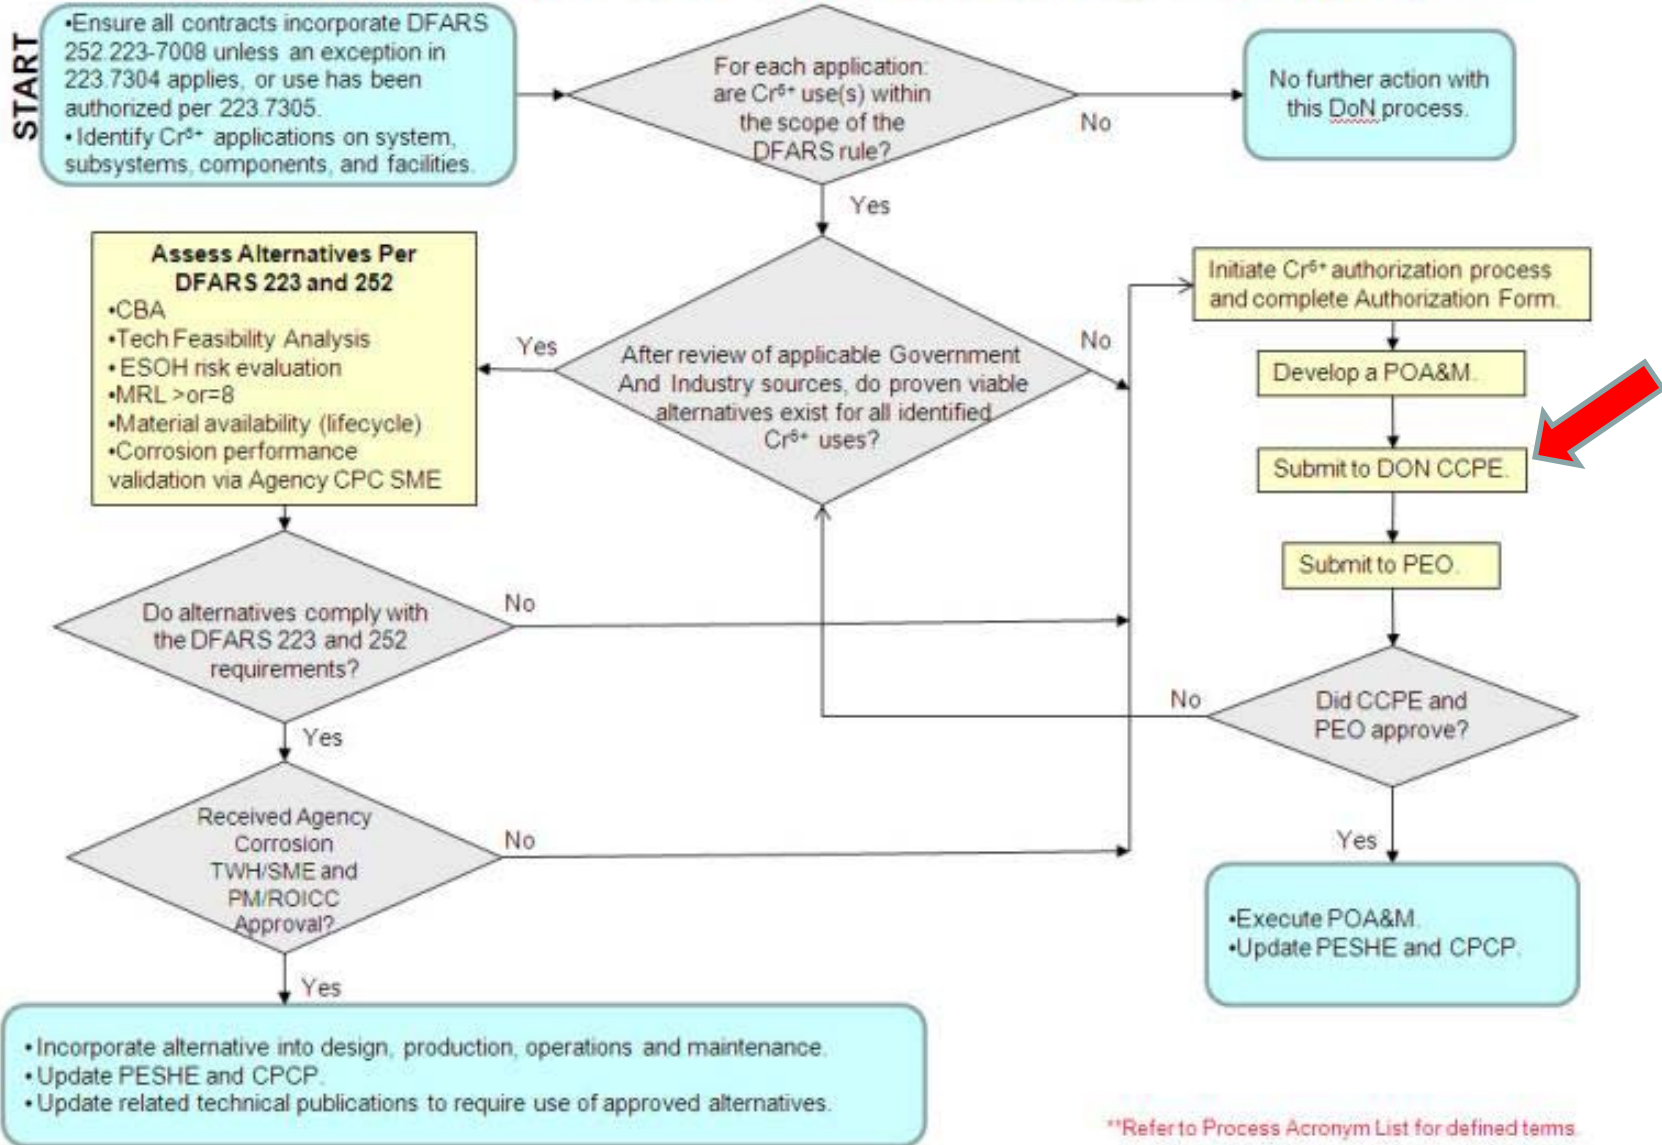 START
•Ensure all contracts incorporate DFARS
252.223-7008 unless an exception in
223.7304 applies, or use has been
authorized per 223.7305.
•Identify Cr⁶⁺ applications on system,
subsystems, components, and facilities.
For each application:
are Cr⁶⁺ use(s) within
the scope of the
DFARS rule?
No
No further action with
this DoN process.
Yes
Assess Alternatives Per
DFARS 223 and 252
•CBA
•Tech Feasibility Analysis
•ESOH risk evaluation
•MRL >or=8
•Material availability (lifecycle)
•Corrosion performance
validation via Agency CPC SME
Yes
After review of applicable Government
And Industry sources, do proven viable
alternatives exist for all identified
Cr⁶⁺ uses?
No
Initiate Cr⁶⁺ authorization process
and complete Authorization Form.
Develop a POA&M.
Submit to DON CCPE.
Submit to PEO.
Do alternatives comply with
the DFARS 223 and 252
requirements?
No
Yes
No
Did CCPE and
PEO approve?
Received Agency
Corrosion
TWH/SME and
PM/ROICC
Approval?
No
Yes
Yes
•Execute POA&M.
•Update PESHE and CPCP.
•Incorporate alternative into design, production, operations and maintenance.
•Update PESHE and CPCP.
•Update related technical publications to require use of approved alternatives.
**Refer to Process Acronym List for defined terms.